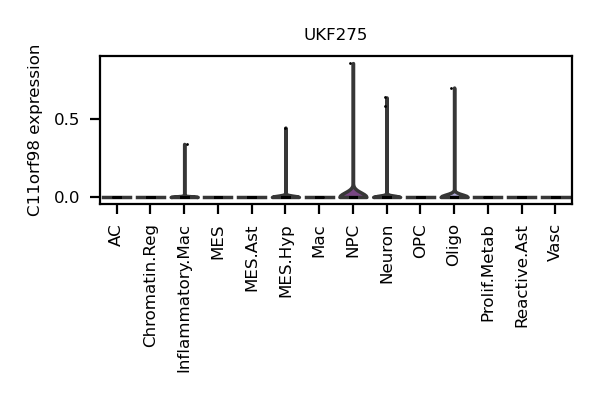 UKF275
C11orf98 expression
0.5
0.0
AC
Chromatin.Reg
Inflammatory.Mac
MES
MES.Ast
MES.Hyp
Mac
NPC
Neuron
OPC
Oligo
Prolif.Metab
Reactive.Ast
Vasc